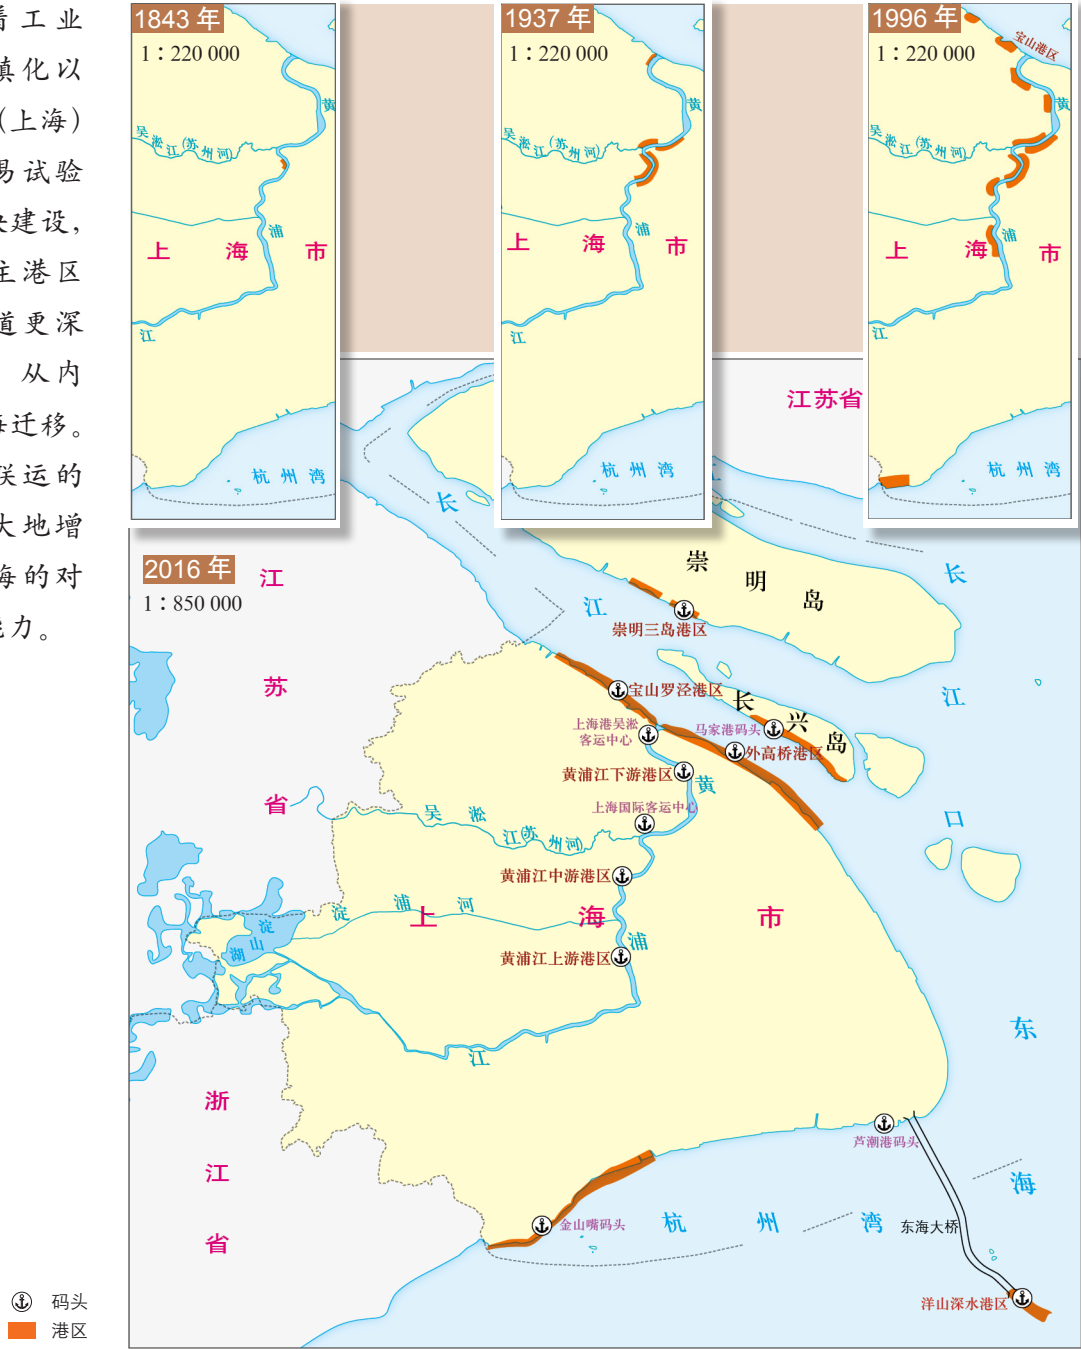 着工业
镇化以
(上海)
易试验
快建设,
主港区
道更深
从内
海迁移。
联运的
大地增
海的对
能力。
1843 年
1：220 000
黄
吴淞江(苏州河)
浦
上海市
江
杭州湾
1937 年
1：220 000
黄
吴淞江(苏州河)
浦
上海市
江
杭州湾
1996 年
1：220 000
宝山港区
黄
吴淞江(苏州河)
浦
上海市
江
杭州湾
2016 年
1：850 000
江苏省
江苏省
长江
长江口
江
崇明岛
崇明三岛港区
宝山罗泾港区
长兴岛
上海港吴淞
客运中心
马家港码头
外高桥港区
黄浦江下游港区
黄
上海国际客运中心
吴淞江(苏州河)
黄浦江中游港区
淀浦河
上海市
淀山湖
浦
黄浦江上游港区
江
东海
浙江省
芦潮港码头
金山嘴码头
杭州湾
东海大桥
洋山深水港区
码头
港区